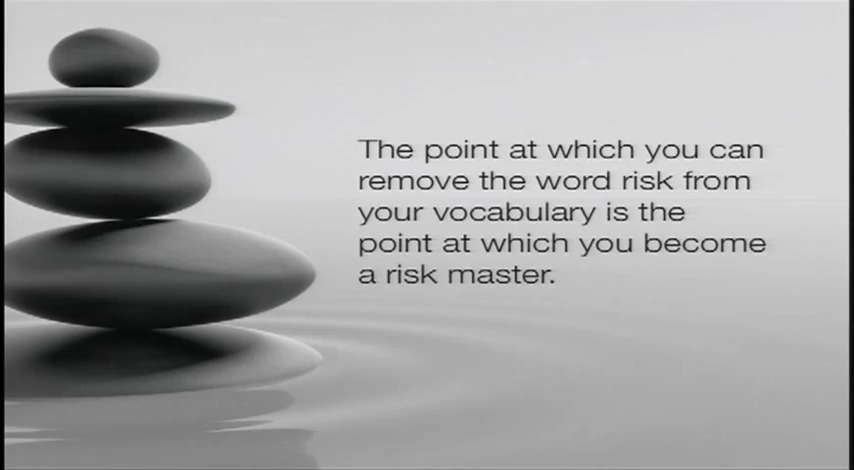 The point at which you can
remove the word risk from
your vocabulary is the
point at which you become
a risk master.